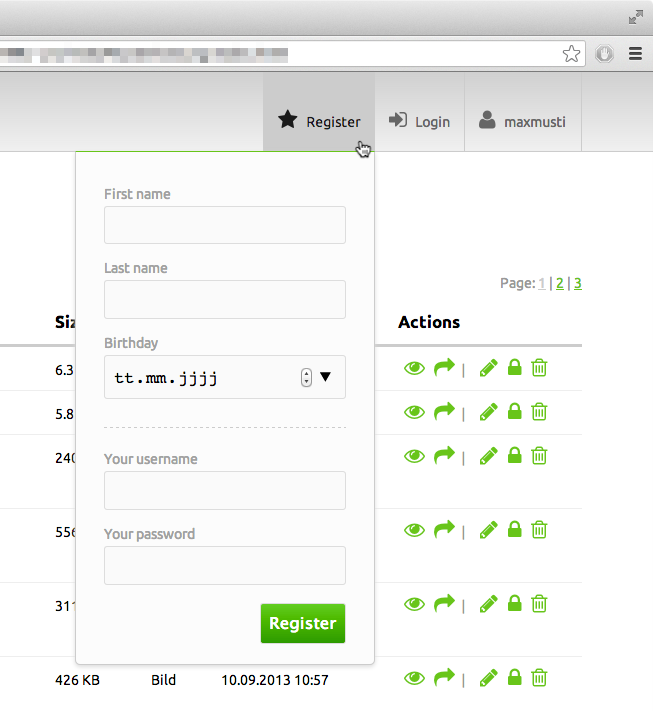 Register
Login
maxmusti
First name
Last name
Page: 1 | 2 | 3
Actions
Birthday
tt.mm.jjjj
6.3
|
5.8
|
Your username
240
|
Your password
556
|
311
|
Register
426 KB Bild 10.09.2013 10:57 |